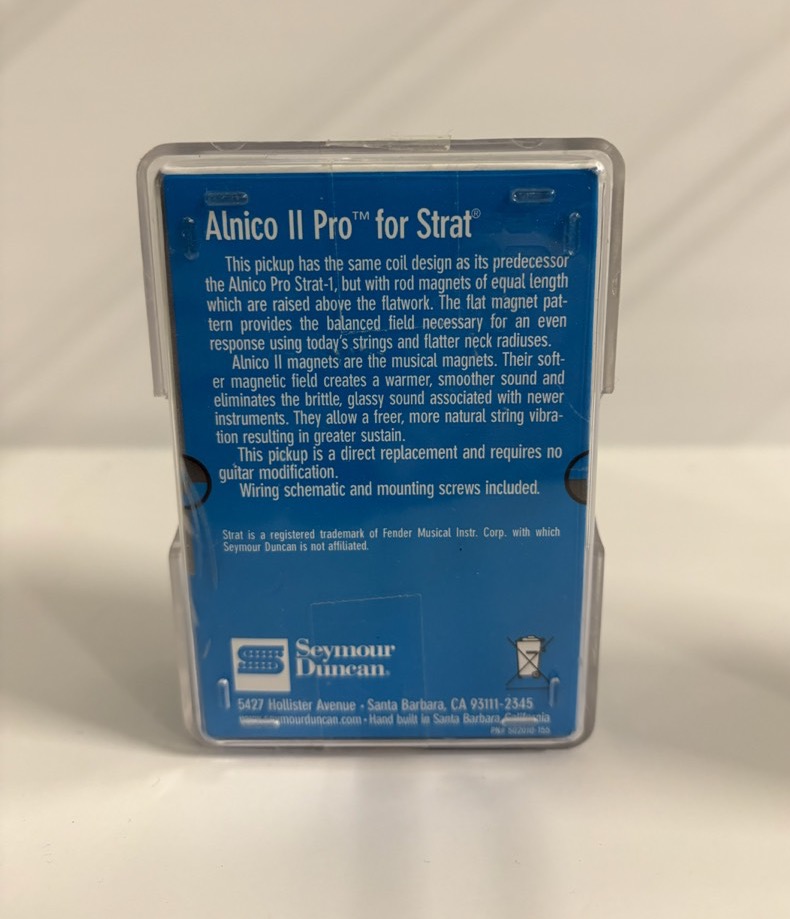 Alnico II Pro™ for Strat®
This pickup has the same coil design as its predecessor
the Alnico Pro Strat-1, but with rod magnets of equal length
which are raised above the flatwork. The flat magnet pat-
tern provides the balanced field necessary for an even
response using today's strings and flatter neck radiuses.
Alnico II magnets are the musical magnets. Their soft-
er magnetic field creates a warmer, smoother sound and
eliminates the brittle, glassy sound associated with newer
instruments. They allow a freer, more natural string vibra-
tion resulting in greater sustain.
This pickup is a direct replacement and requires no
guitar modification.
Wiring schematic and mounting screws included.
Strat is a registered trademark of Fender Musical Instr. Corp. with which
Seymour Duncan is not affiliated.
Seymour
Duncan®
5427 Hollister Avenue • Santa Barbara, CA 93111-2345
• Hand built in Santa Barbara, California